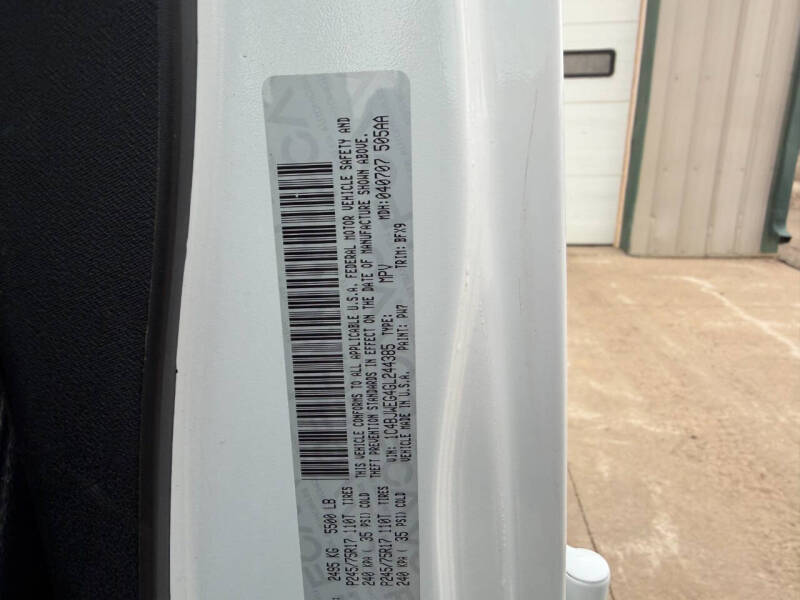 2495 KG 5500 LB
P245/75R17 110T TIRES
240 KPA ( 35 PSI) COLD
P245/75R17 110T TIRES
240 KPA ( 35 PSI) COLD
THIS VEHICLE CONFORMS TO ALL APPLICABLE U.S.A. FEDERAL MOTOR VEHICLE SAFETY AND
THEFT PREVENTION STANDARDS IN EFFECT ON THE DATE OF MANUFACTURE SHOWN ABOVE.
VIN: 1C4BJWEG4GL244385 TYPE: MPV MDH:040707 505AA
VEHICLE MADE IN U.S.A. PAINT: PW7 TRIM: BFX9